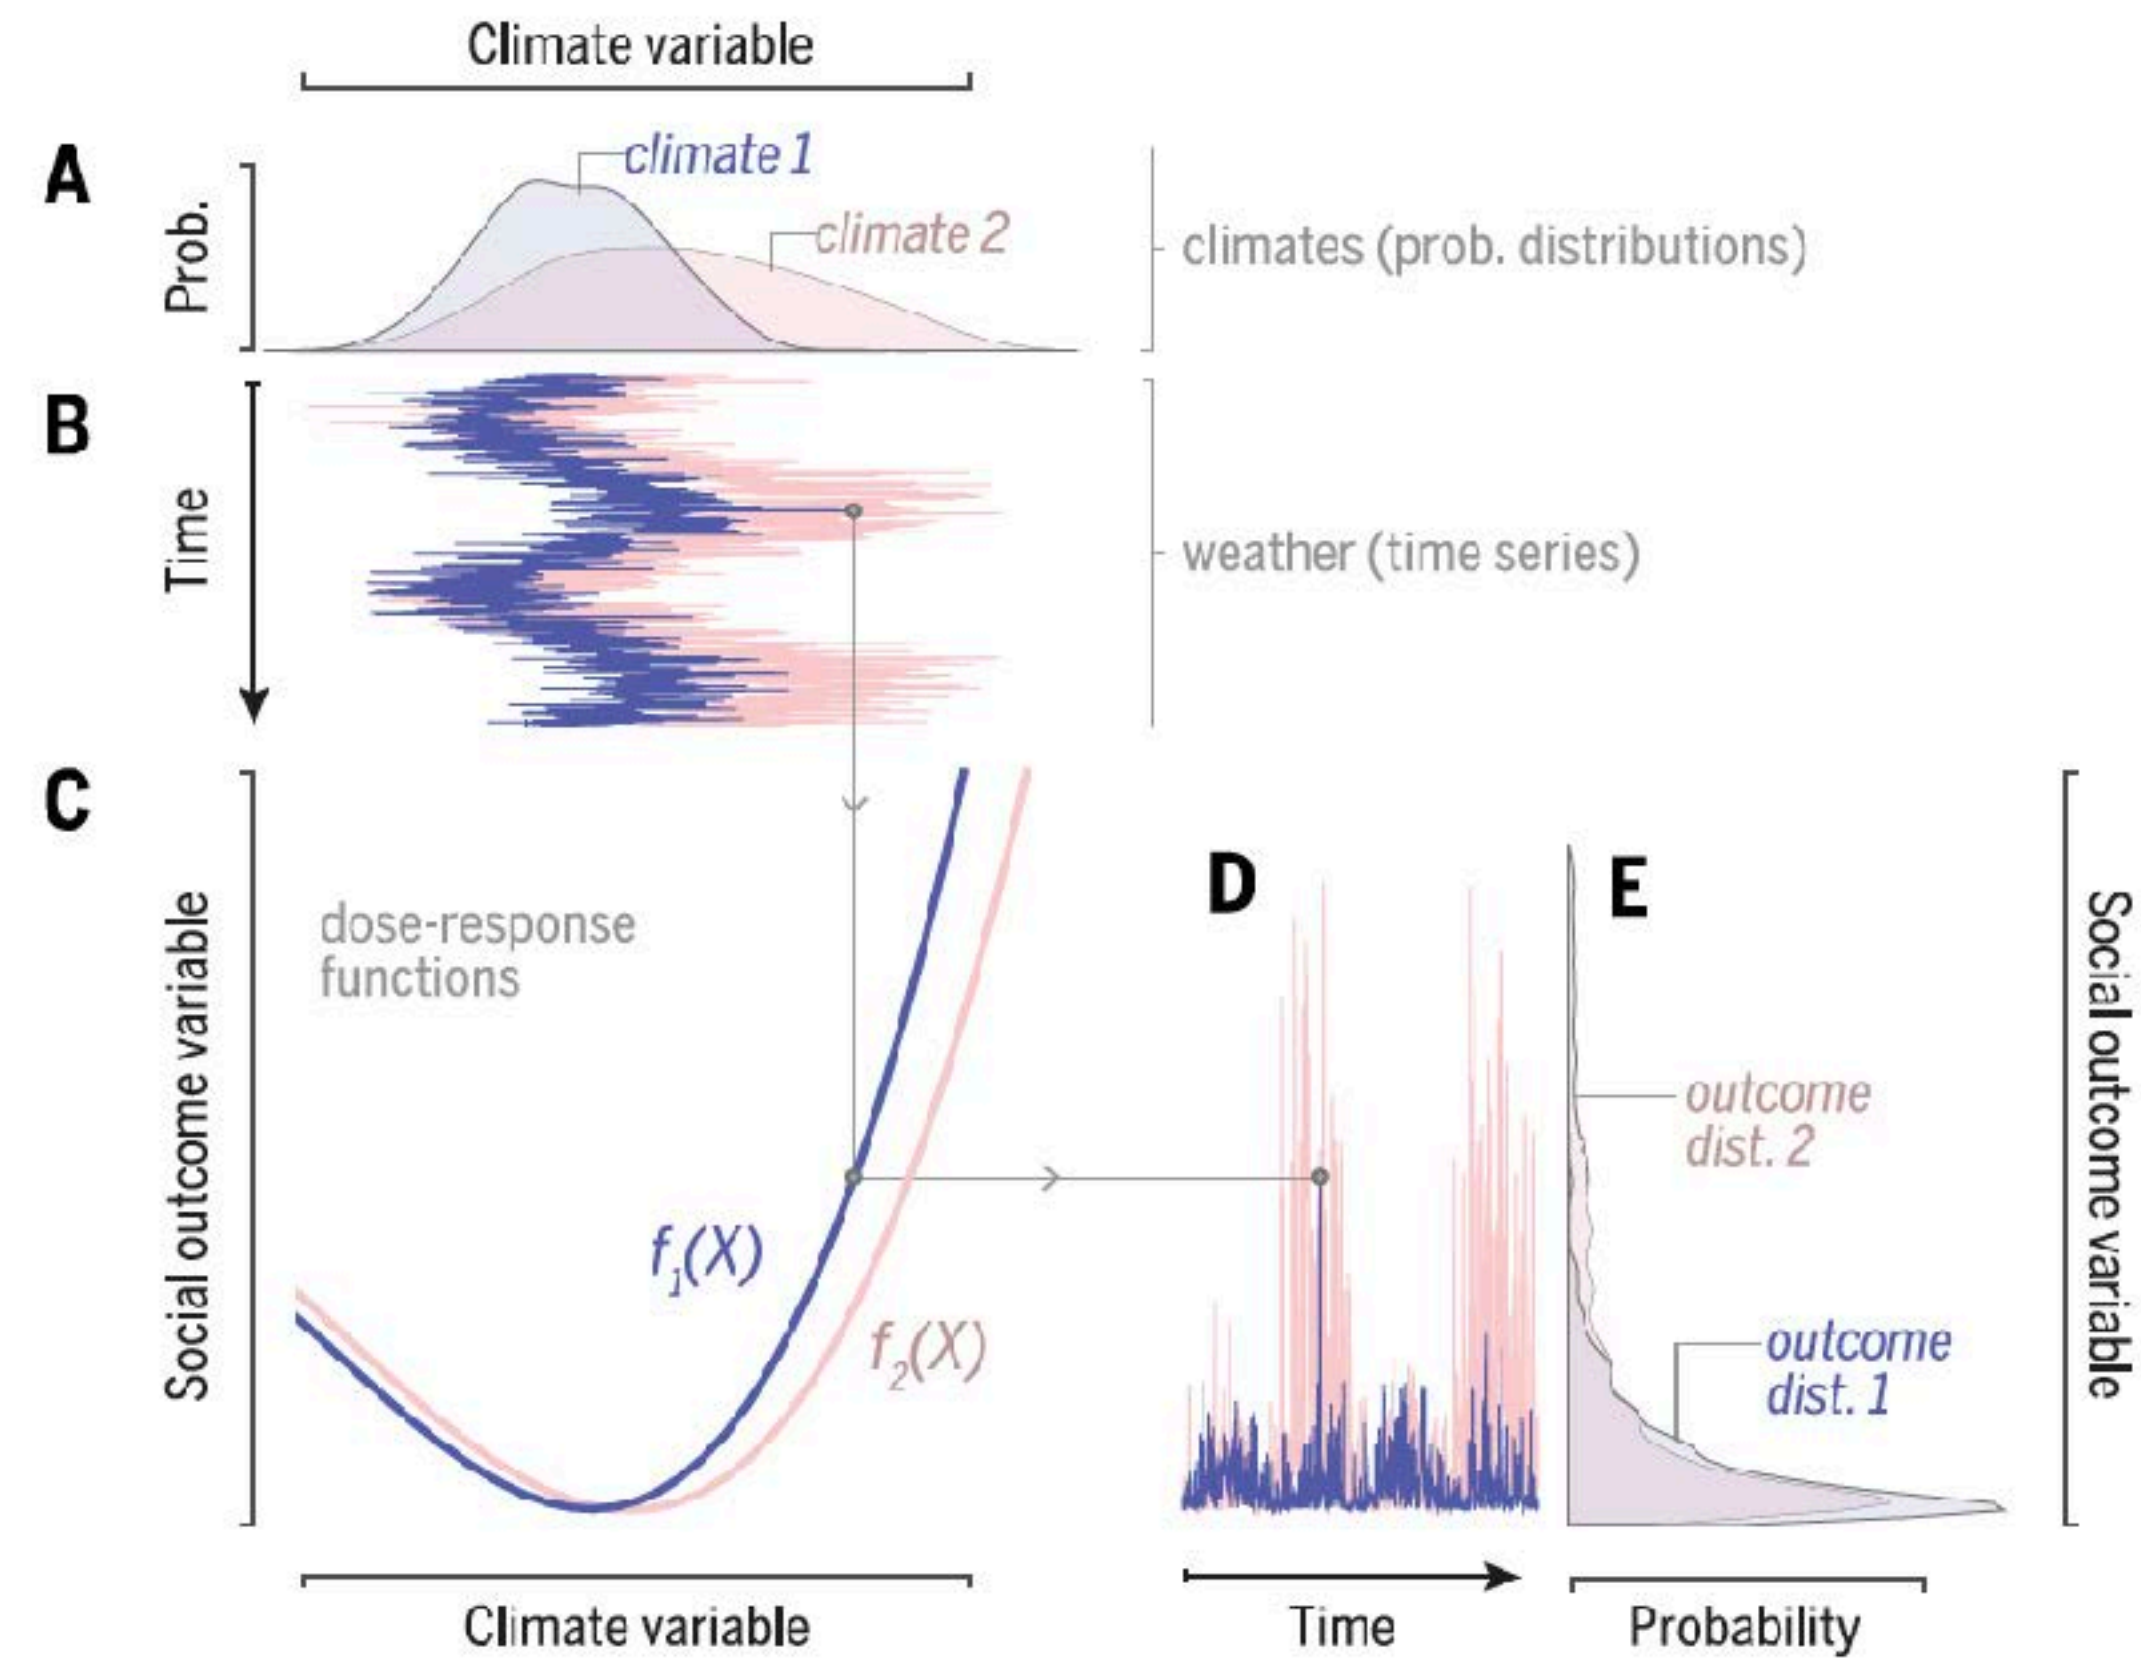 Climate variable
A
Prob.
climate 1
climate 2
climates (prob. distributions)
B
Time
weather (time series)
C
Social outcome variable
dose-response
functions
f1(X)
f2(X)
Climate variable
D
Time
E
outcome
dist. 2
outcome
dist. 1
Probability
Social outcome variable